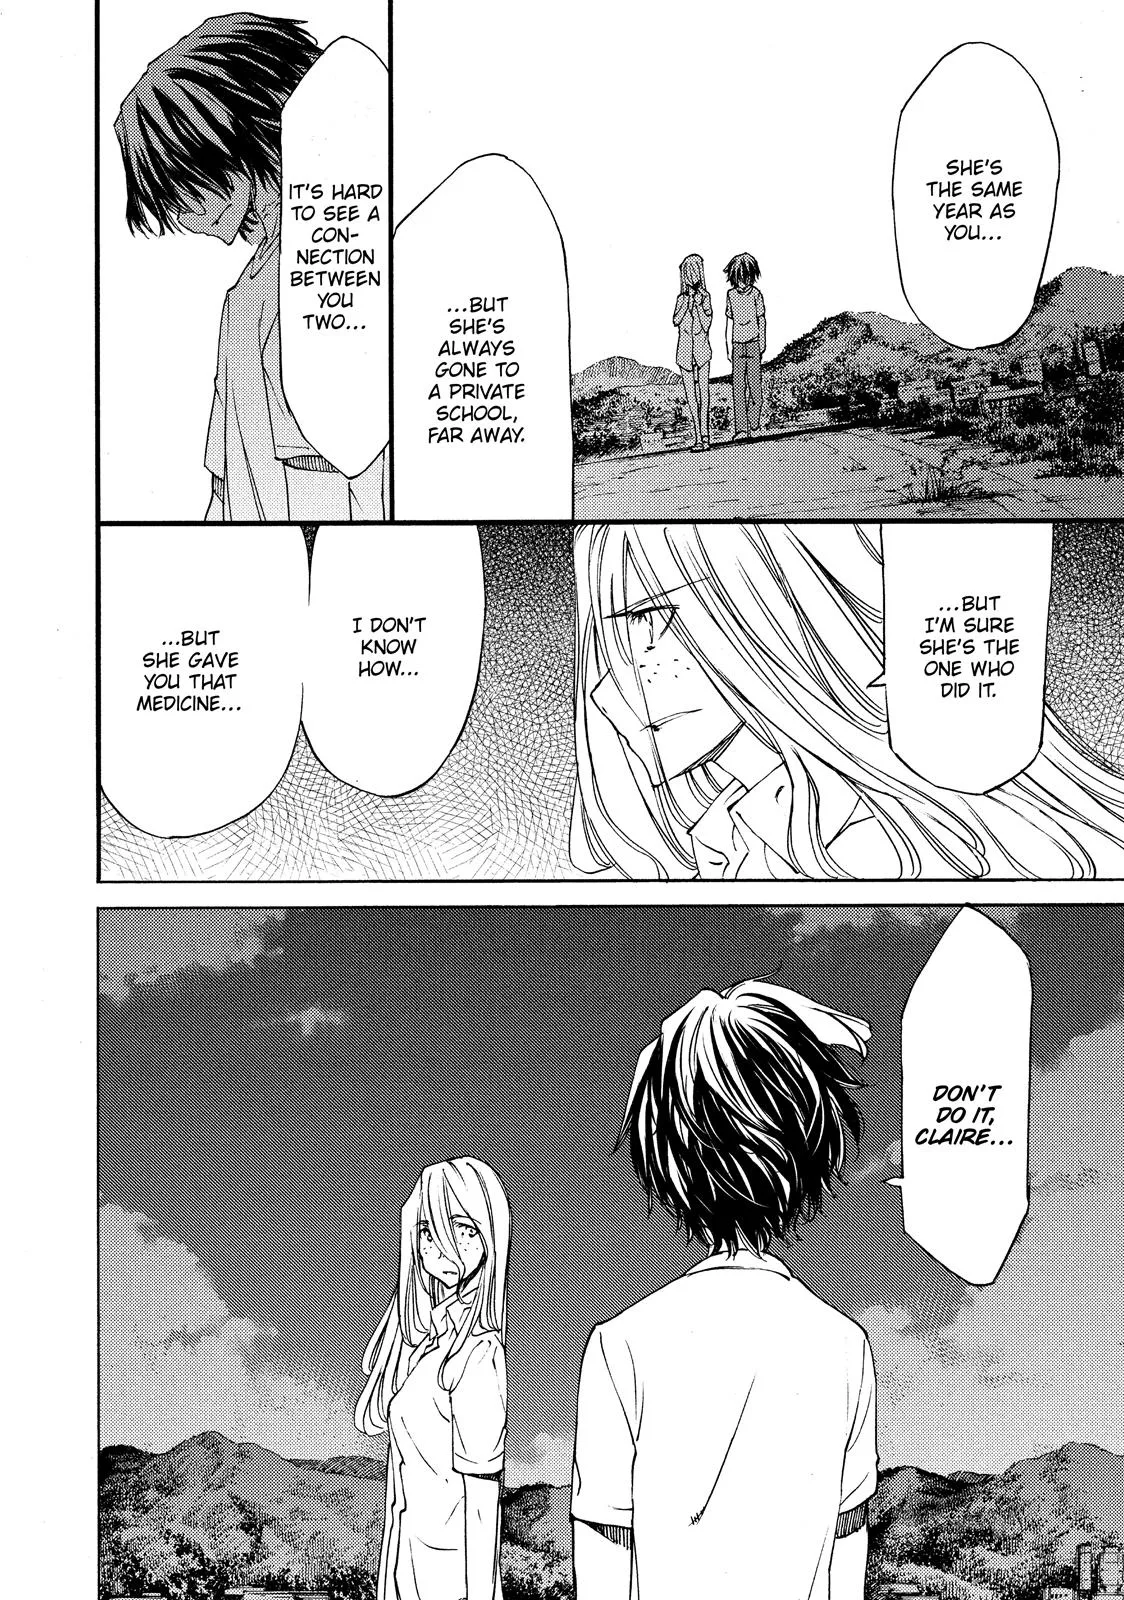 SHE'S
THE SAME
YEAR AS
YOU...
...BUT
SHE'S
ALWAYS
GONE TO
A PRIVATE
SCHOOL,
FAR AWAY.
IT'S HARD
TO SEE A
CON-
NECTION
BETWEEN
YOU
TWO...
...BUT
I'M SURE
SHE'S THE
ONE WHO
DID IT.
I DON'T
KNOW
HOW...
...BUT
SHE GAVE
YOU THAT
MEDICINE...
DON'T
DO IT,
CLAIRE...